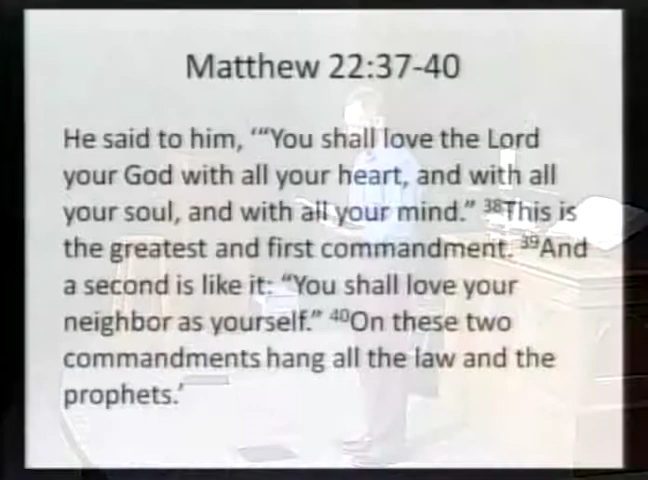 Matthew 22:37-40
He said to him, ‘“You shall love the Lord
your God with all your heart, and with all
your soul, and with all your mind.” ³⁸This is
the greatest and first commandment. ³⁹And
a second is like it: “You shall love your
neighbor as yourself.” ⁴⁰On these two
commandments hang all the law and the
prophets.’